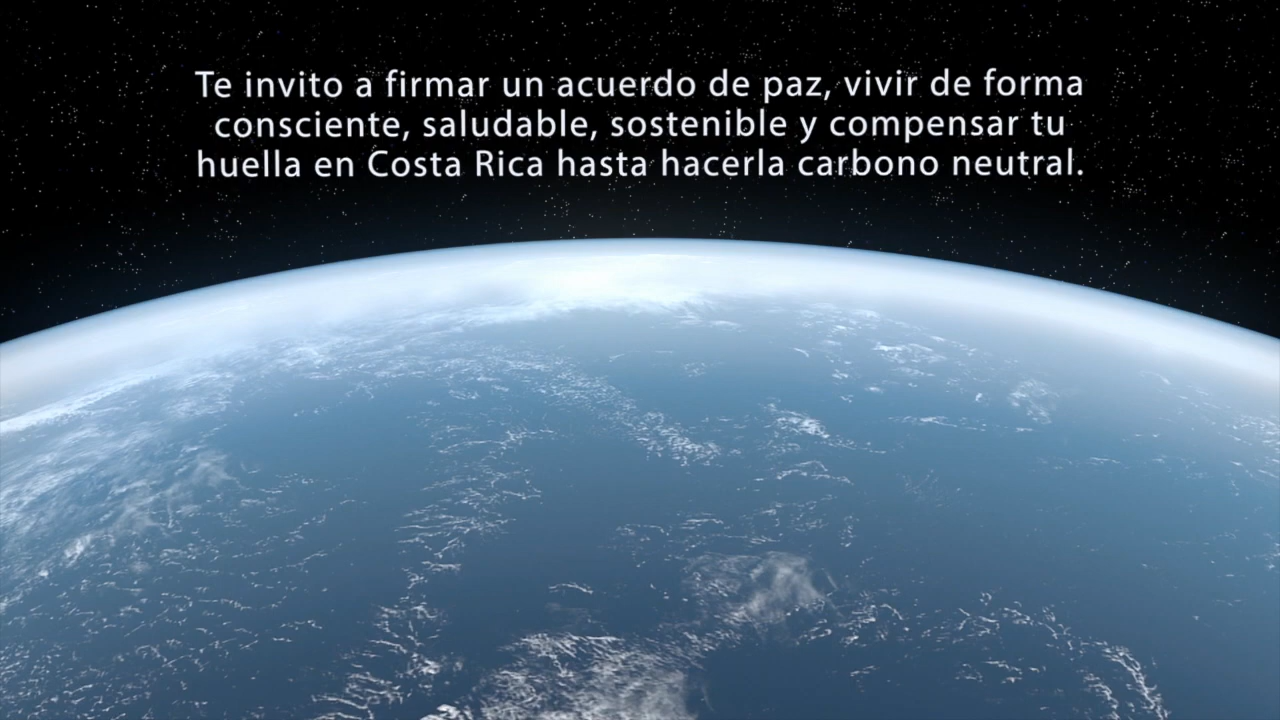 Te invito a firmar un acuerdo de paz, vivir de forma
consciente, saludable, sostenible y compensar tu
huella en Costa Rica hasta hacerla carbono neutral.